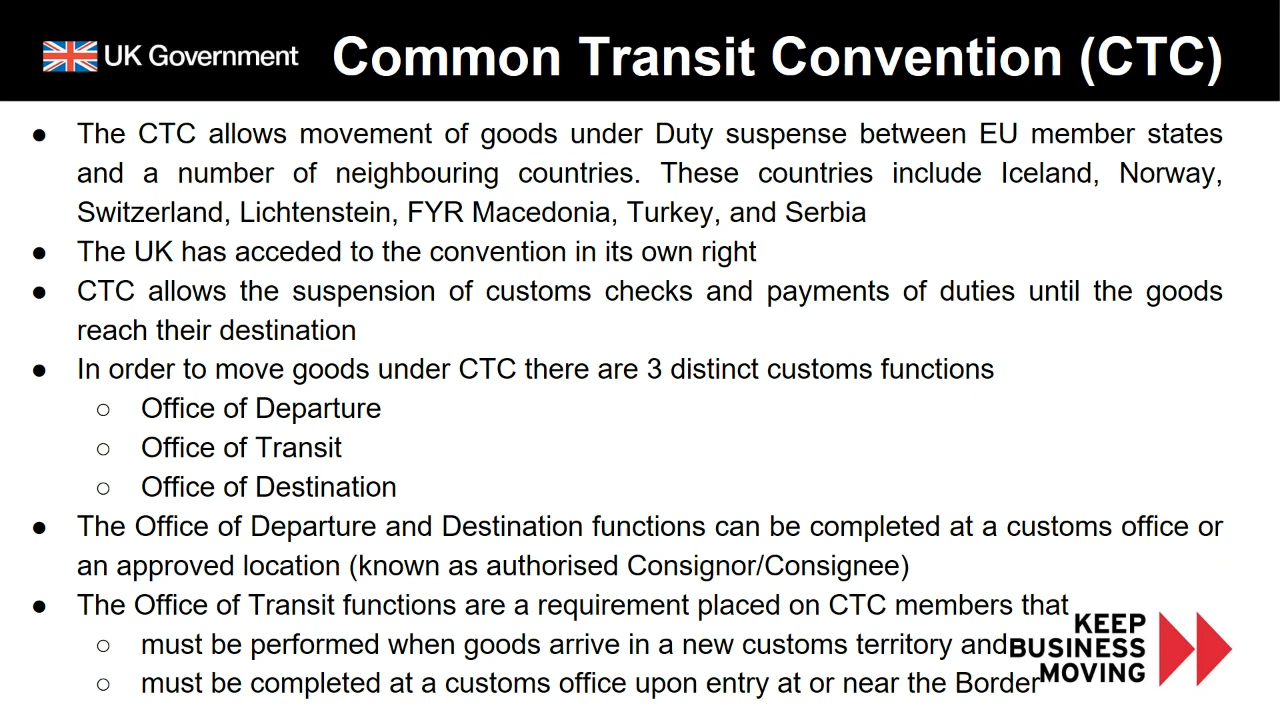 UK Government
Common Transit Convention (CTC)
● The CTC allows movement of goods under Duty suspense between EU member states
and a number of neighbouring countries. These countries include Iceland, Norway,
Switzerland, Lichtenstein, FYR Macedonia, Turkey, and Serbia
● The UK has acceded to the convention in its own right
● CTC allows the suspension of customs checks and payments of duties until the goods
reach their destination
● In order to move goods under CTC there are 3 distinct customs functions
○ Office of Departure
○ Office of Transit
○ Office of Destination
● The Office of Departure and Destination functions can be completed at a customs office or
an approved location (known as authorised Consignor/Consignee)
● The Office of Transit functions are a requirement placed on CTC members that
○ must be performed when goods arrive in a new customs territory and
○ must be completed at a customs office upon entry at or near the Border
KEEP
BUSINESS
MOVING